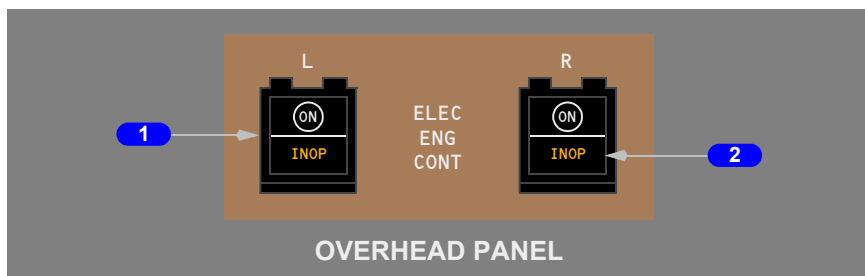 L R
ON ON
1 INOP ELEC INOP 2
ENG
CONT
OVERHEAD PANEL